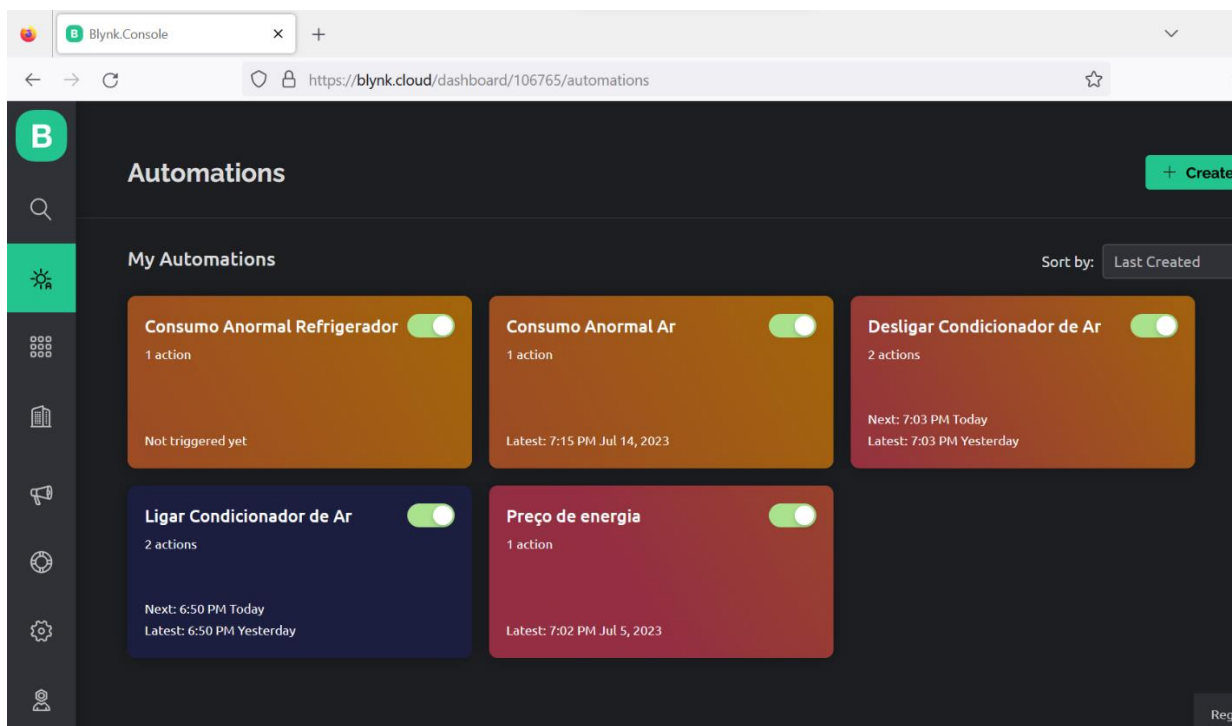 B Blynk.Console
https://blynk.cloud/dashboard/106765/automations
B
Automations
+ Create
My Automations
Sort by: Last Created
Consumo Anormal Refrigerador
1 action
Not triggered yet
Consumo Anormal Ar
1 action
Latest: 7:15 PM Jul 14, 2023
Desligar Condicionador de Ar
2 actions
Next: 7:03 PM Today
Latest: 7:03 PM Yesterday
Ligar Condicionador de Ar
2 actions
Next: 6:50 PM Today
Latest: 6:50 PM Yesterday
Preço de energia
1 action
Latest: 7:02 PM Jul 5, 2023
Reg